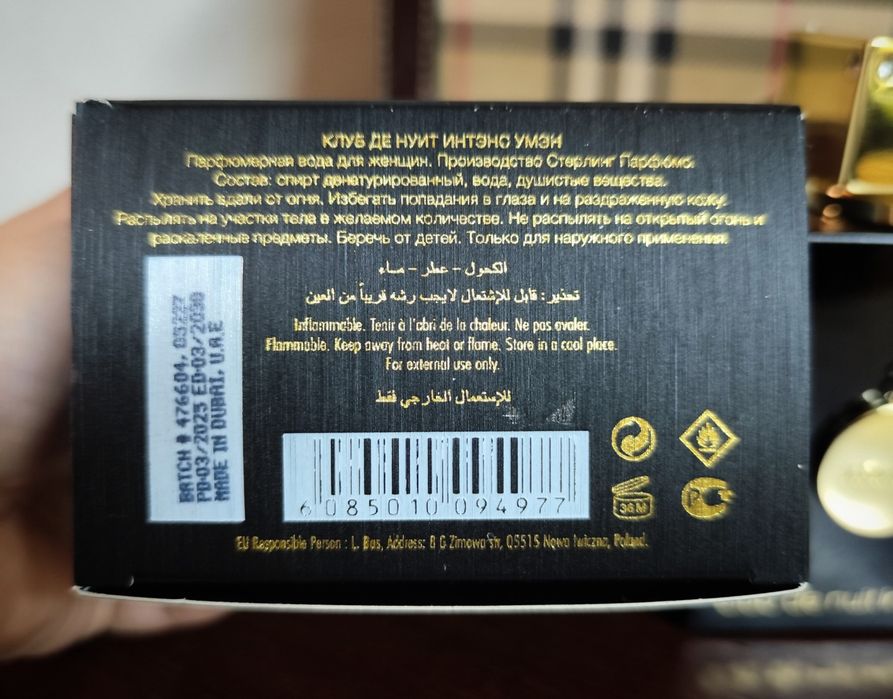 КЛУБ ДЕ НУИТ ИНТЭНС УМЭН
Парфюмерная вода для женщин. Производство Стерлинг Парфюмс.
Состав: спирт денатурированный, вода, душистые вещества.
Хранить вдали от огня. Избегать попадания в глаза и на раздраженную кожу.
Распылять на участки тела в желаемом количестве. Не распылять на открытый огонь и
раскаленные предметы. Беречь от детей. Только для наружного применения.
الكحول - عطر - مـاء
تحذير: قابل للإشتعال لايجب رشه قريباً من العين
Inflammable. Tenir à l'abri de la chaleur. Ne pas avaler.
Flammable. Keep away from heat or flame. Store in a cool place.
For external use only.
للإستعمال الخارجي فقط
BATCH # 476604, 05227
PD-03/2025 ED-03/2030
MADE IN DUBAI, U.A.E
6 085010 094977
36M
EU Responsible Person : L. Bas, Address: 8 G Zimowa str, 05515 Nowa Iwiczna, Poland.
de nuit